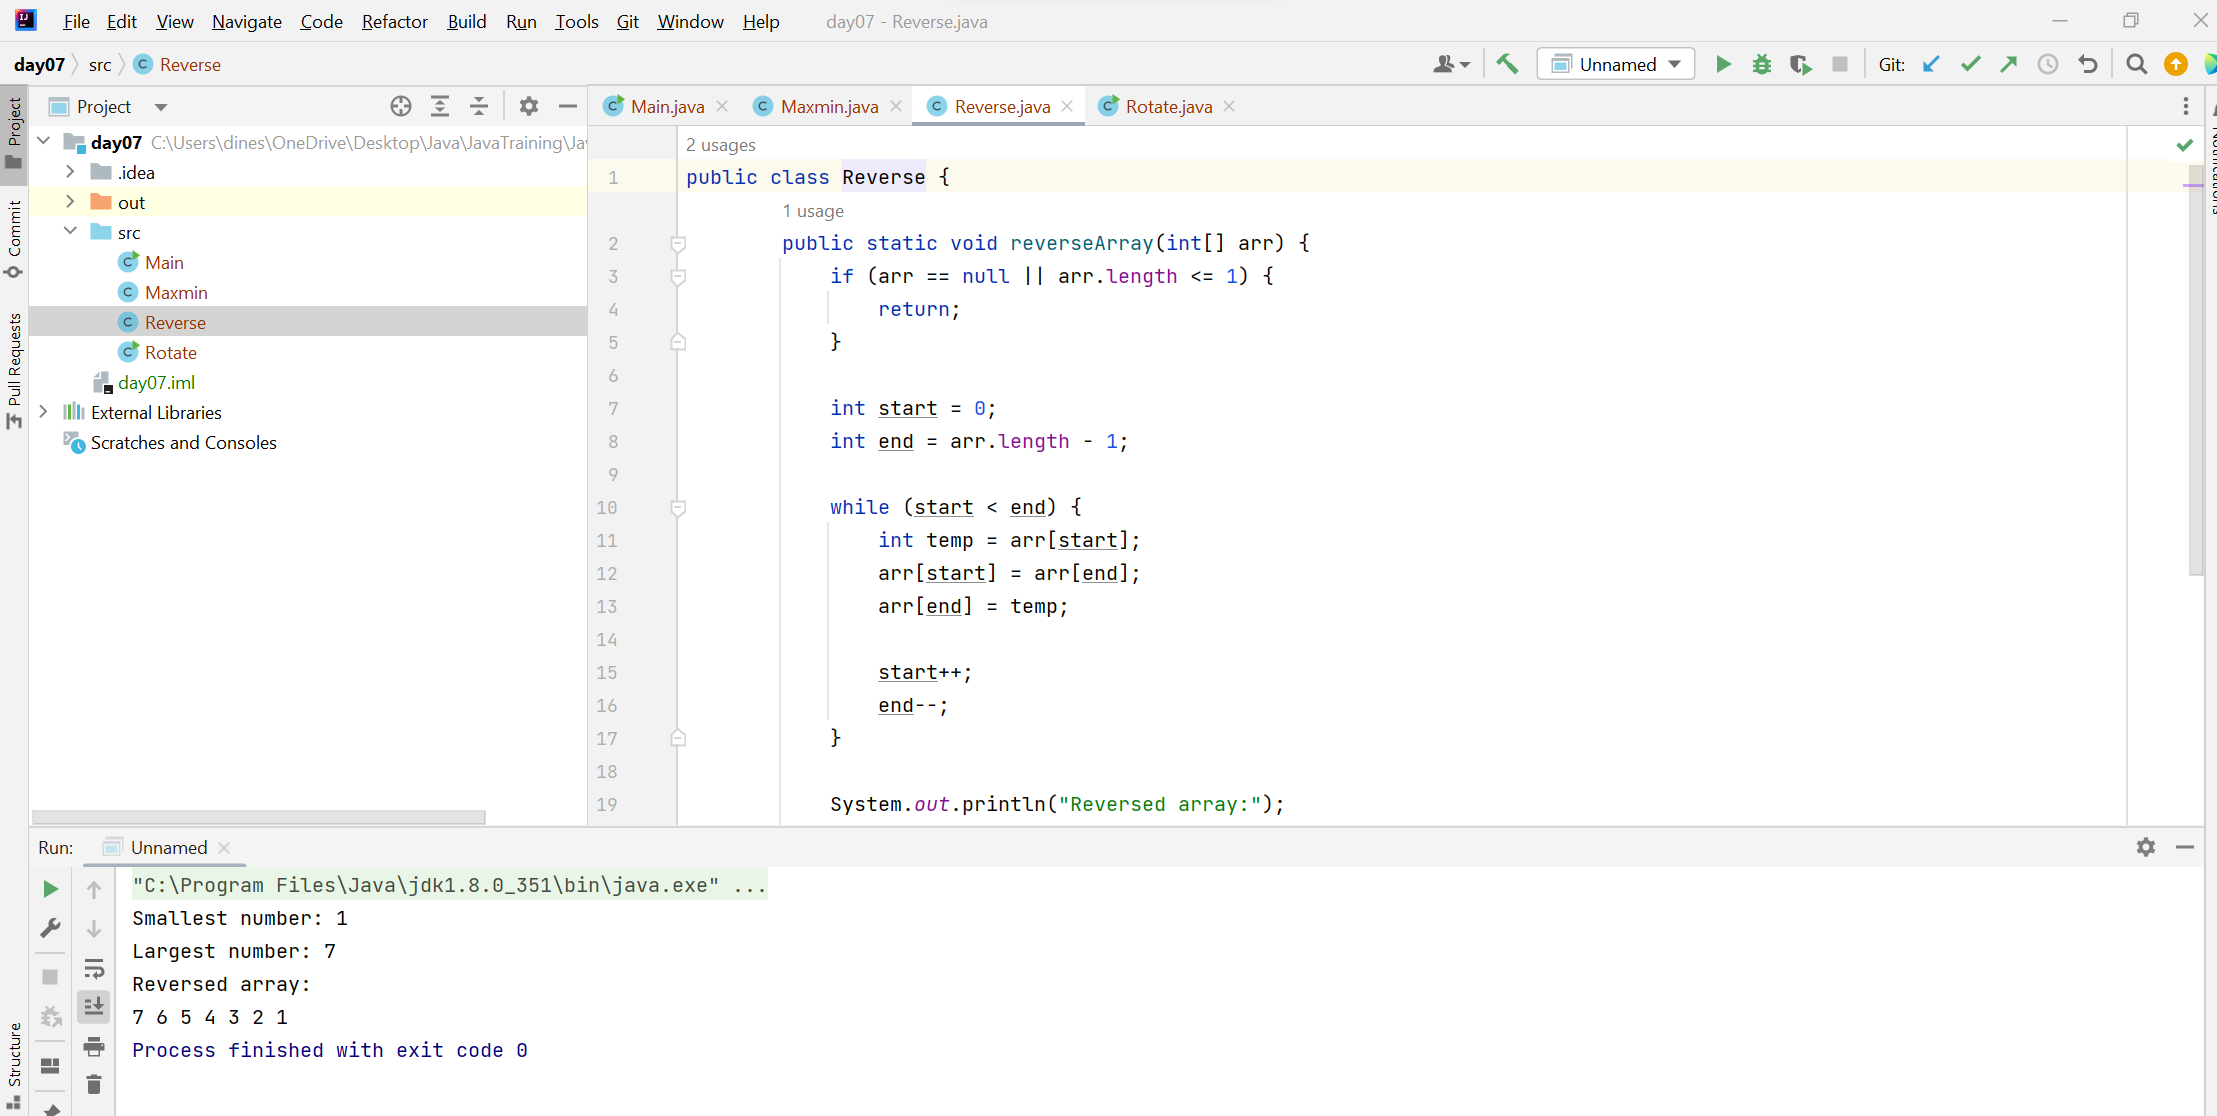 File Edit View Navigate Code Refactor Build Run Tools Git Window Help day07 - Reverse.java
day07 src Reverse
Unnamed
Git:
Project
Main.java
Maxmin.java
Reverse.java
Rotate.java
Project
Commit
Pull Requests
Structure
Notifications
day07 C:\Users\dines\OneDrive\Desktop\Java\JavaTraining\Ja
.idea
out
src
Main
Maxmin
Reverse
Rotate
day07.iml
External Libraries
Scratches and Consoles
2 usages
1 public class Reverse {
1 usage
2 public static void reverseArray(int[] arr) {
3 if (arr == null || arr.length <= 1) {
4 return;
5 }
6
7 int start = 0;
8 int end = arr.length - 1;
9
10 while (start < end) {
11 int temp = arr[start];
12 arr[start] = arr[end];
13 arr[end] = temp;
14
15 start++;
16 end--;
17 }
18
19 System.out.println("Reversed array:");
Run: Unnamed
"C:\Program Files\Java\jdk1.8.0_351\bin\java.exe" ...
Smallest number: 1
Largest number: 7
Reversed array:
7 6 5 4 3 2 1
Process finished with exit code 0